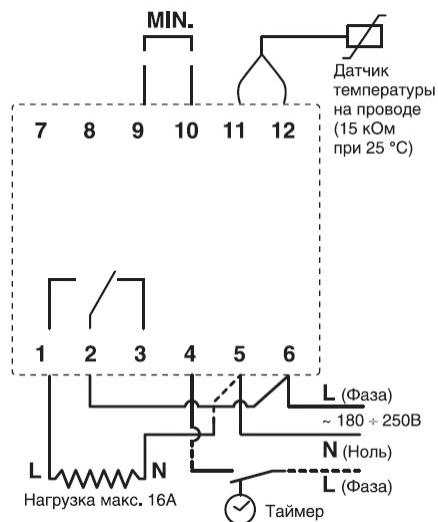 MIN.
Датчик
температуры
на проводе
(15 кОм
при 25 °C)
7 8 9 10 11 12
1 2 3 4 5 6
L (Фаза)
~ 180 ÷ 250В
N (Ноль)
L (Фаза)
L N
Нагрузка макс. 16А
Таймер